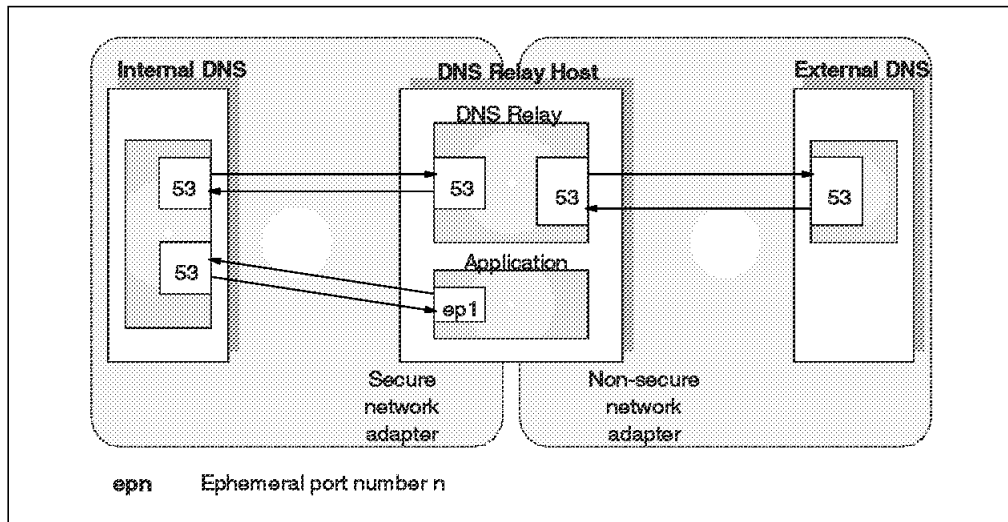 Internal DNS
DNS Relay Host
External DNS
DNS Relay
53
53
53
53
53
Application
ep1
Secure
network
adapter
Non-secure
network
adapter
epn Ephemeral port number n